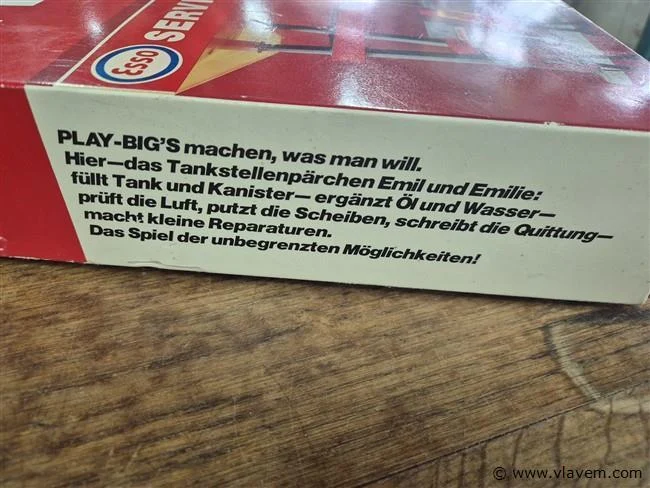 SERV
OSS3
PLAY-BIG'S machen, was man will.
Hier—das Tankstellenpärchen Emil und Emilie:
füllt Tank und Kanister— ergänzt Öl und Wasser—
prüft die Luft, putzt die Scheiben, schreibt die Quittung—
macht kleine Reparaturen.
Das Spiel der unbegrenzten Möglichkeiten!
© www.vlavem.com